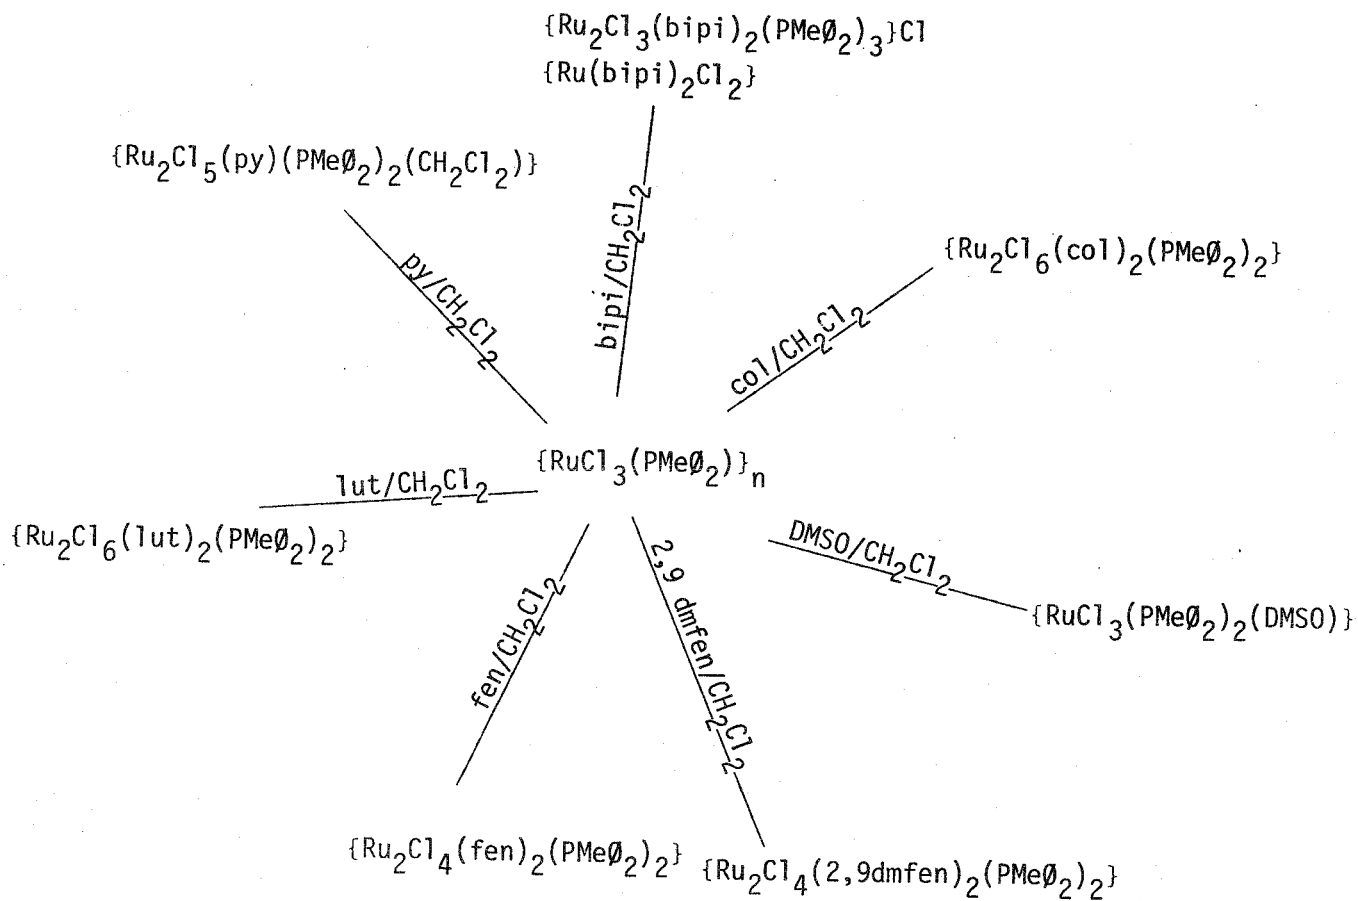 {Ru₂Cl₃(bipi)₂(PMeØ₂)₃}Cl
{Ru(bipi)₂Cl₂}
{Ru₂Cl₅(py)(PMeØ₂)₂(CH₂Cl₂)}
bipi/CH₂Cl₂
{Ru₂Cl₆(col)₂(PMeØ₂)₂}
py/CH₂Cl₂
col/CH₂Cl₂
{RuCl₃(PMeØ₂)}ₙ
lut/CH₂Cl₂
{Ru₂Cl₆(lut)₂(PMeØ₂)₂}
DMSO/CH₂Cl₂
{RuCl₃(PMeØ₂)₂(DMSO)}
fen/CH₂Cl₂
2,9 dmfen/CH₂Cl₂
{Ru₂Cl₄(fen)₂(PMeØ₂)₂}
{Ru₂Cl₄(2,9dmfen)₂(PMeØ₂)₂}